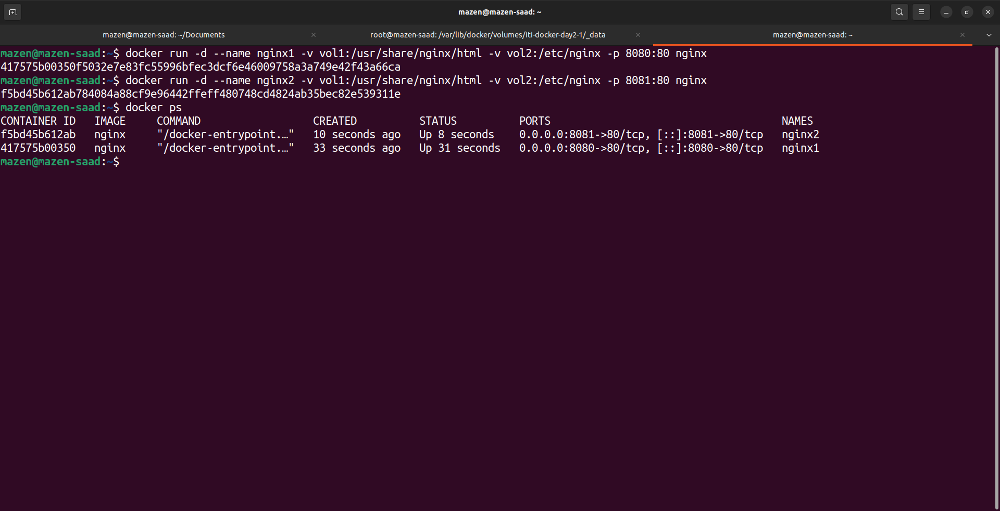 mazen@mazen-saad: ~
mazen@mazen-saad: ~/Documents
root@mazen-saad: /var/lib/docker/volumes/iti-docker-day2-1/_data
mazen@mazen-saad: ~
mazen@mazen-saad:~$ docker run -d --name nginx1 -v vol1:/usr/share/nginx/html -v vol2:/etc/nginx -p 8080:80 nginx
417575b00350f5032e7e83fc55996bfec3dcf6e46009758a3a749e42f43a66ca
mazen@mazen-saad:~$ docker run -d --name nginx2 -v vol1:/usr/share/nginx/html -v vol2:/etc/nginx -p 8081:80 nginx
f5bd45b612ab784084a88cf9e96442ffeff480748cd4824ab35bec82e539311e
mazen@mazen-saad:~$ docker ps
CONTAINER ID   IMAGE     COMMAND                  CREATED          STATUS          PORTS                                     NAMES
f5bd45b612ab   nginx     "/docker-entrypoint.…"   10 seconds ago   Up 8 seconds    0.0.0.0:8081->80/tcp, [::]:8081->80/tcp   nginx2
417575b00350   nginx     "/docker-entrypoint.…"   33 seconds ago   Up 31 seconds   0.0.0.0:8080->80/tcp, [::]:8080->80/tcp   nginx1
mazen@mazen-saad:~$